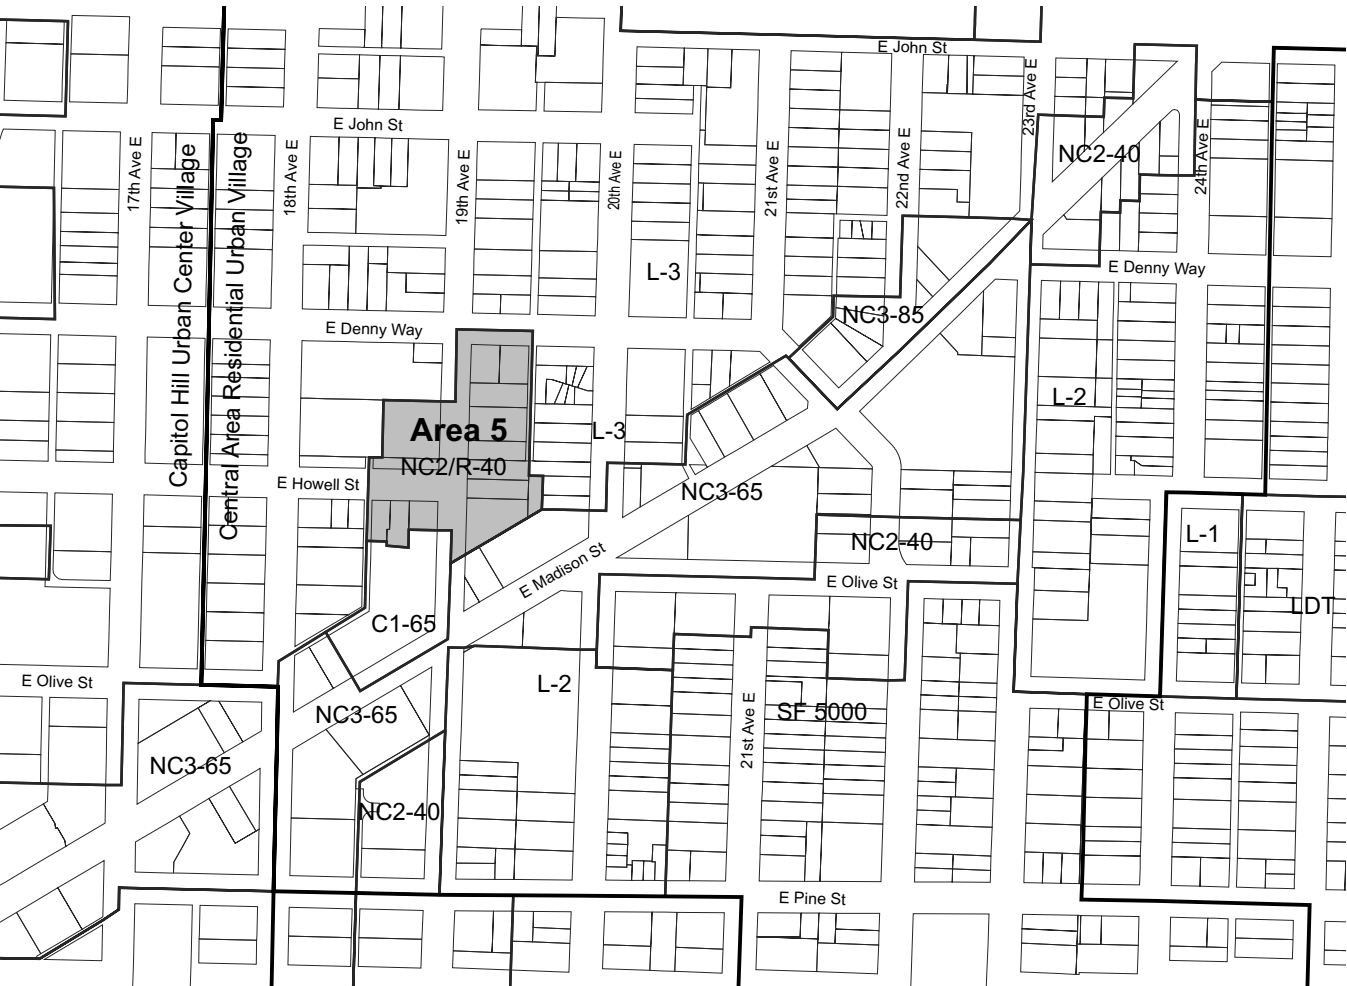 E John St
E John St
17th Ave E
Capitol Hill Urban Center Village
Central Area Residential Urban Village
18th Ave E
19th Ave E
20th Ave E
21st Ave E
22nd Ave E
23rd Ave E
NC2-40
24th Ave E
L-3
E Denny Way
NC3-85
E Denny Way
L-2
Area 5
L-3
NC2/R-40
E Howell St
NC3-65
L-1
NC2-40
E Madison St
E Olive St
LDT
C1-65
E Olive St
L-2
NC3-65
21st Ave E
SF 5000
E Olive St
NC3-65
NC2-40
E Pine St